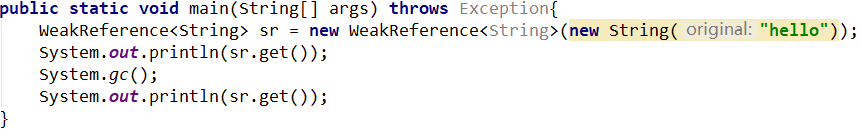 public static void main(String[] args) throws Exception{
    WeakReference<String> sr = new WeakReference<String>(new String( original: "hello"));
    System.out.println(sr.get());
    System.gc();
    System.out.println(sr.get());
}